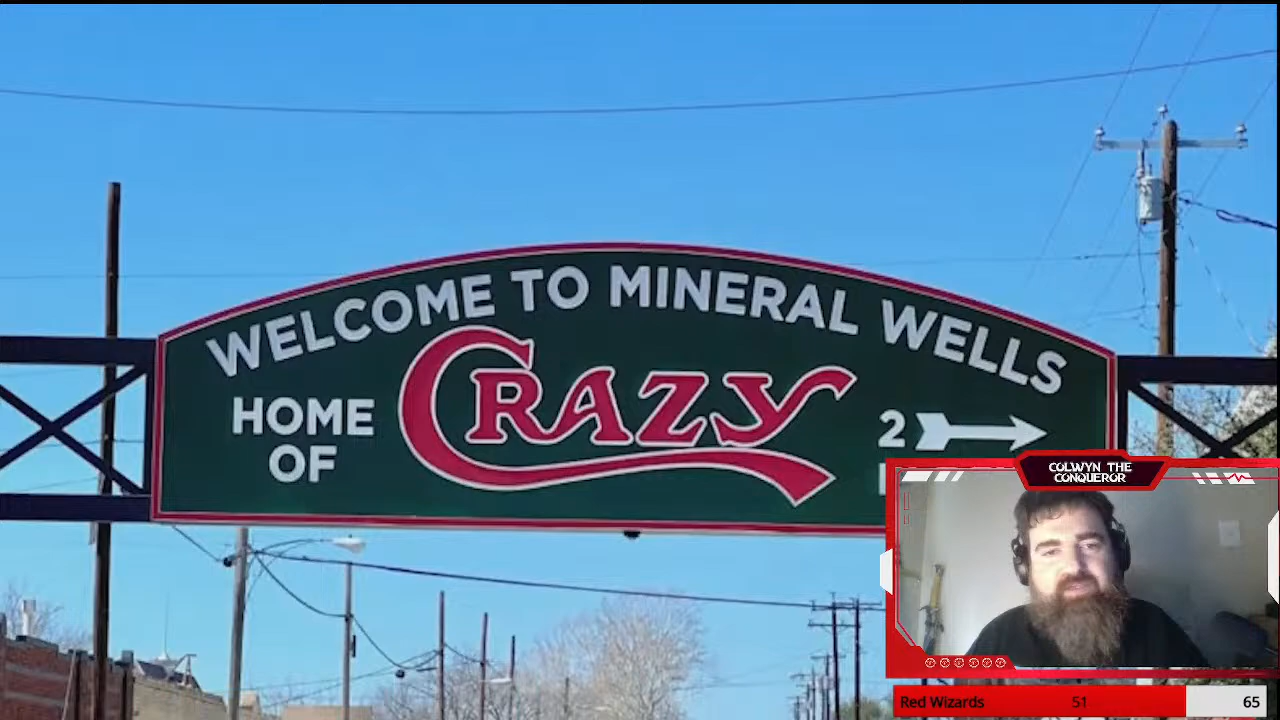 WELCOME TO MINERAL WELLS
HOME
OF
CRAZY
2
COLWYN THE
CONQUEROR
Red Wizards 51 65